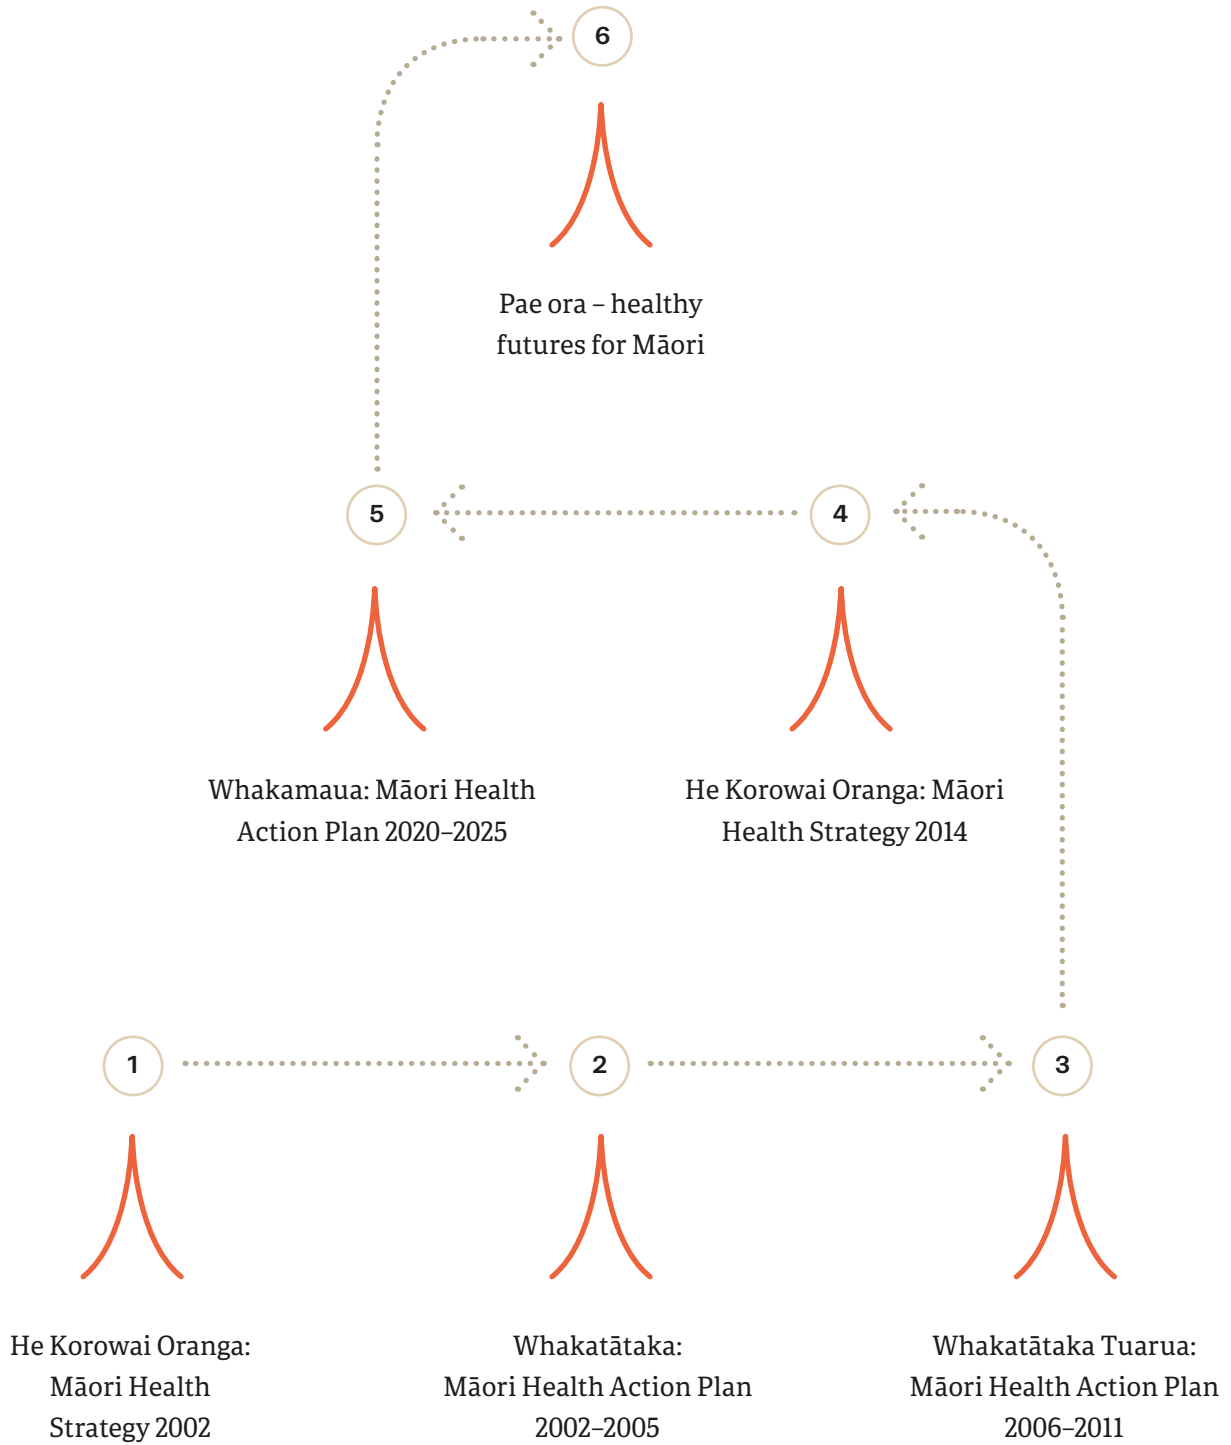 6
Pae ora – healthy
futures for Māori
5
4
Whakamaua: Māori Health
Action Plan 2020–2025
He Korowai Oranga: Māori
Health Strategy 2014
1
2
3
He Korowai Oranga:
Māori Health
Strategy 2002
Whakatātaka:
Māori Health Action Plan
2002–2005
Whakatātaka Tuarua:
Māori Health Action Plan
2006–2011